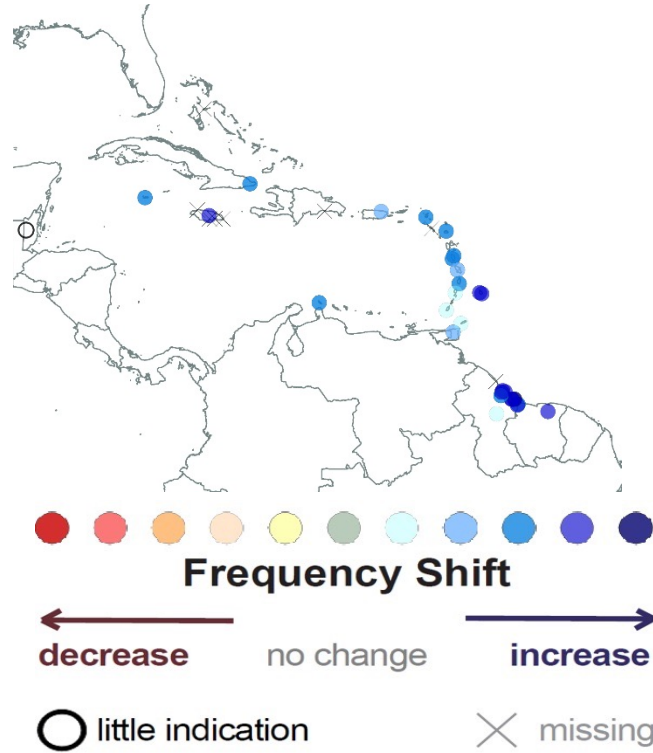 Frequency Shift
decrease no change increase
little indication missing